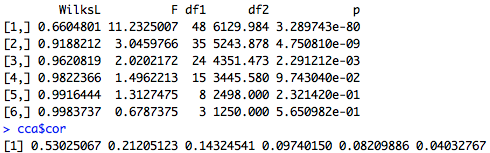 WilksL F df1 df2 p
[1,] 0.6604801 11.2325007 48 6129.984 3.289743e-80
[2,] 0.9188212 3.0459766 35 5243.878 4.750810e-09
[3,] 0.9620819 2.0202172 24 4351.473 2.291212e-03
[4,] 0.9822366 1.4962213 15 3445.580 9.743040e-02
[5,] 0.9916444 1.3127475 8 2498.000 2.321420e-01
[6,] 0.9983737 0.6787375 3 1250.000 5.650982e-01
> cca$cor
[1] 0.53025067 0.21205123 0.14324541 0.09740150 0.08209886 0.04032767